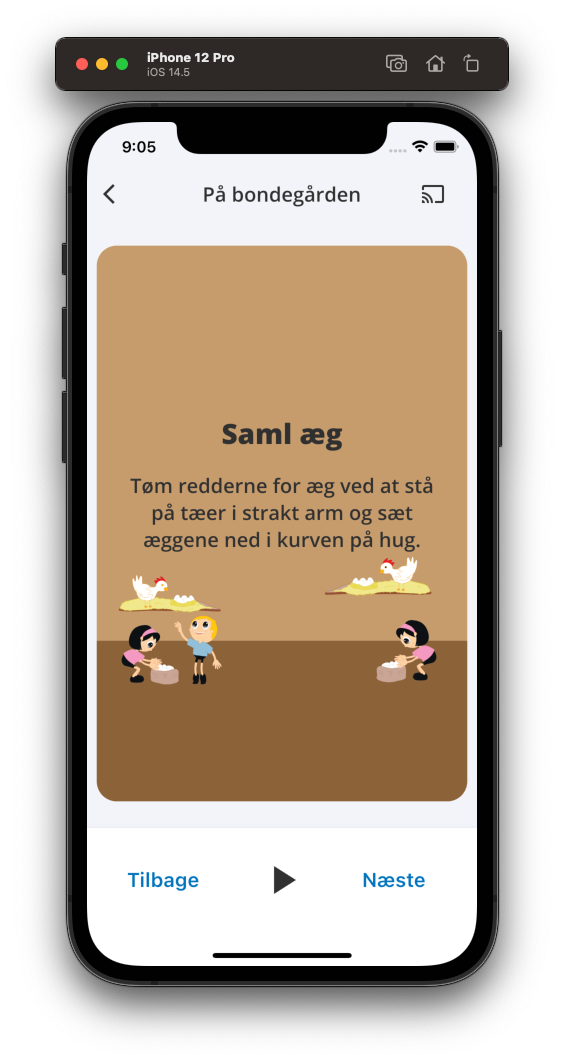 iPhone 12 Pro
iOS 14.5
9:05
På bondegården
Saml æg
Tøm redderne for æg ved at stå
på tæer i strakt arm og sæt
æggene ned i kurven på hug.
Tilbage
Næste